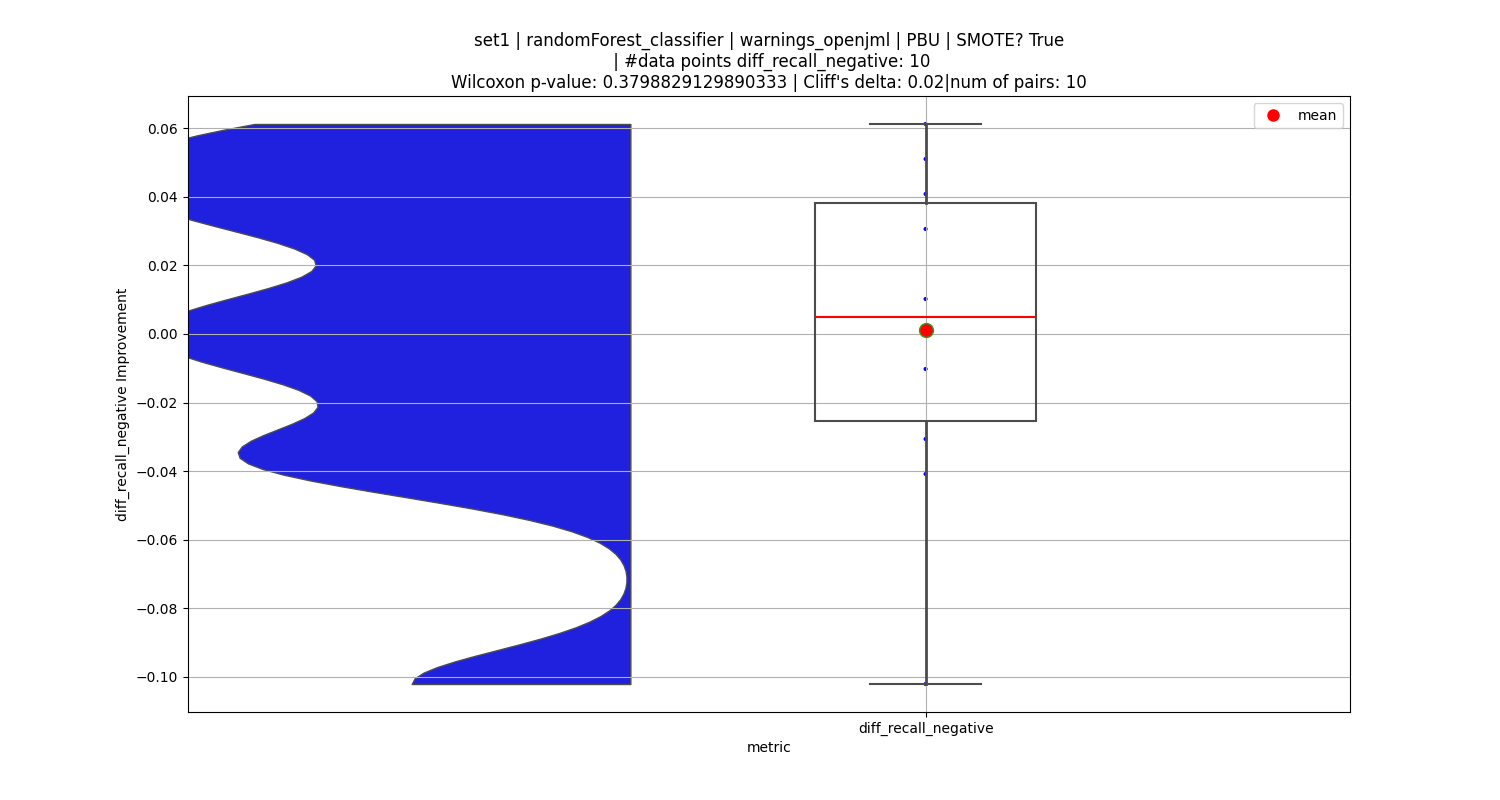 set1 | randomForest_classifier | warnings_openjml | PBU | SMOTE? True
| #data points diff_recall_negative: 10
Wilcoxon p-value: 0.3798829129890333 | Cliff's delta: 0.02|num of pairs: 10
mean
0.06
0.04
0.02
0.00
−0.02
−0.04
−0.06
−0.08
−0.10
diff_recall_negative Improvement
diff_recall_negative
metric